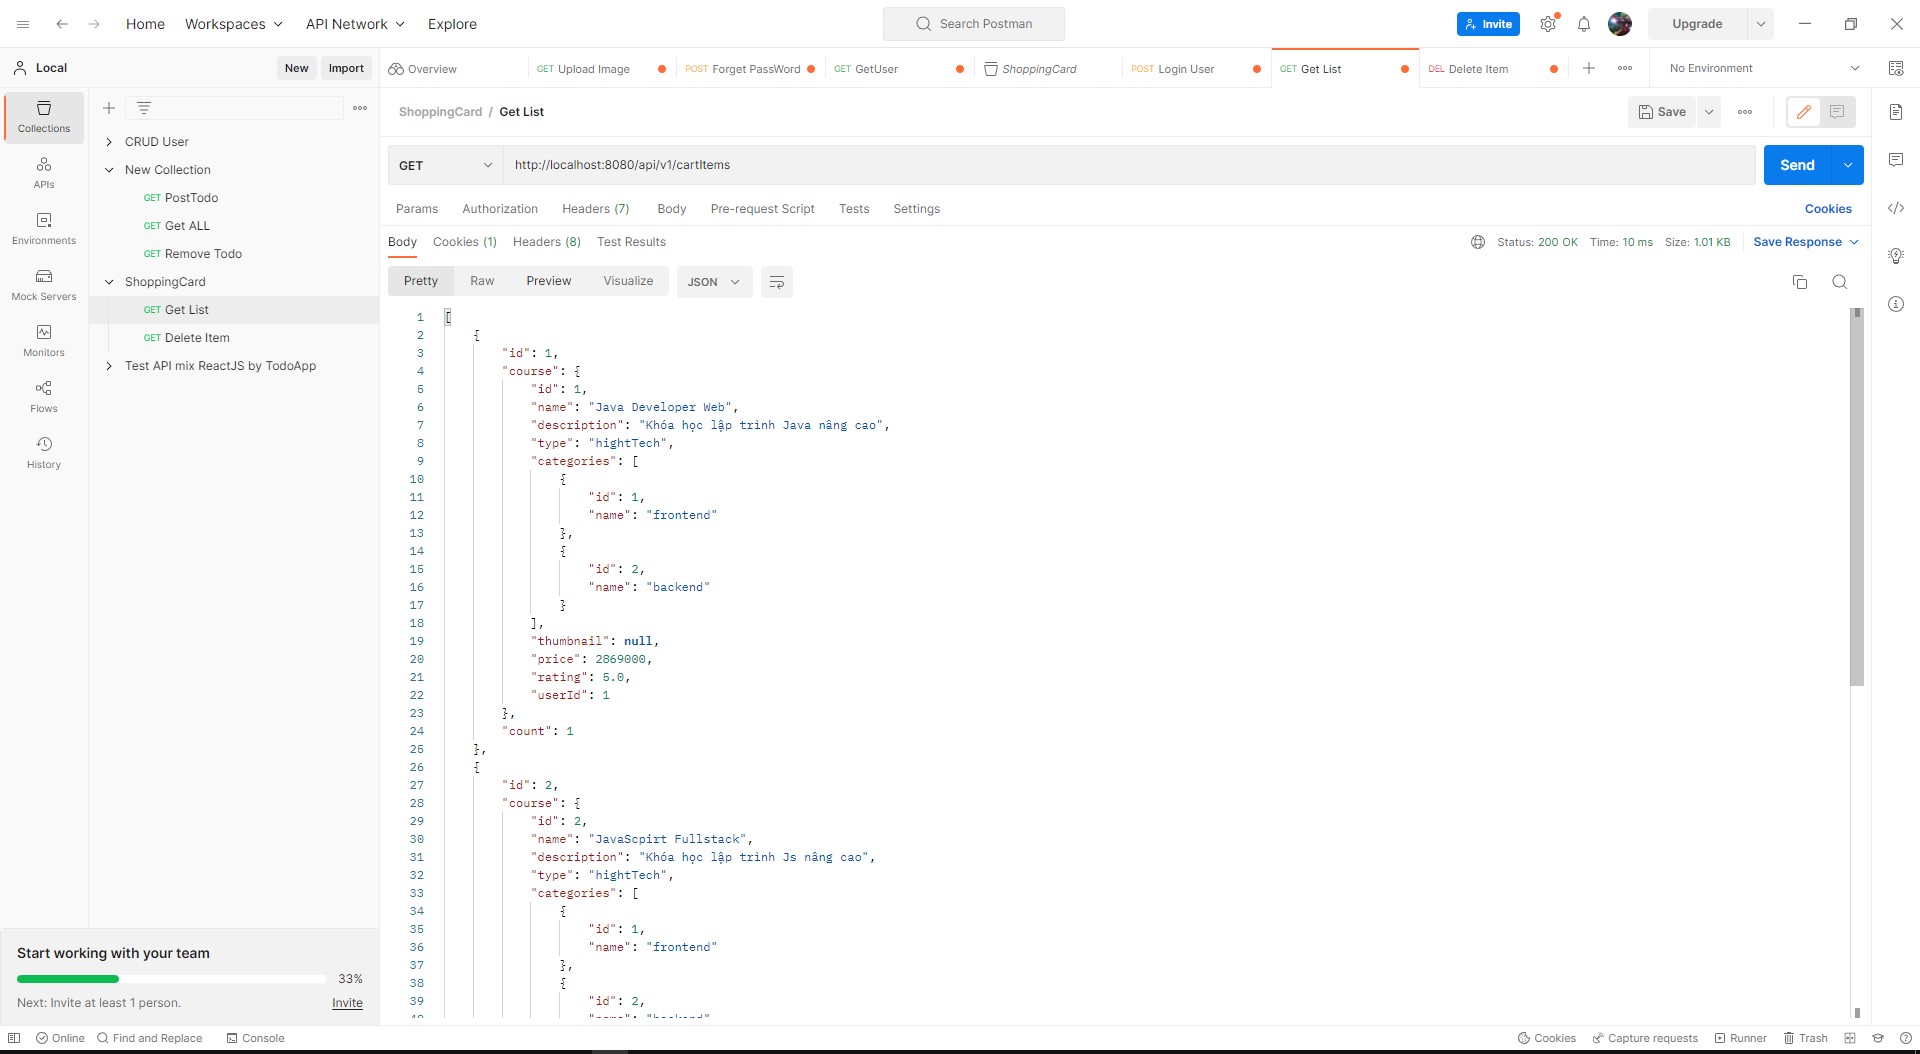 Home Workspaces API Network Explore Search Postman Invite Upgrade
Local New Import
Overview GET Upload Image POST Forget PassWord GET GetUser ShoppingCard POST Login User GET Get List DEL Delete Item No Environment
Collections
APIs
Environments
Mock Servers
Monitors
Flows
History
CRUD User
New Collection
GET PostTodo
GET Get ALL
GET Remove Todo
ShoppingCard
GET Get List
GET Delete Item
Test API mix ReactJS by TodoApp
Start working with your team
33%
Next: Invite at least 1 person. Invite
ShoppingCard / Get List Save
GET http://localhost:8080/api/v1/cartItems Send
Params Authorization Headers (7) Body Pre-request Script Tests Settings Cookies
Body Cookies (1) Headers (8) Test Results Status: 200 OK Time: 10 ms Size: 1.01 KB Save Response
Pretty Raw Preview Visualize JSON
1 [
2 {
3 "id": 1,
4 "course": {
5 "id": 1,
6 "name": "Java Developer Web",
7 "description": "Khóa học lập trình Java nâng cao",
8 "type": "hightTech",
9 "categories": [
10 {
11 "id": 1,
12 "name": "frontend"
13 },
14 {
15 "id": 2,
16 "name": "backend"
17 }
18 ],
19 "thumbnail": null,
20 "price": 2869000,
21 "rating": 5.0,
22 "userId": 1
23 },
24 "count": 1
25 },
26 {
27 "id": 2,
28 "course": {
29 "id": 2,
30 "name": "JavaScpirt Fullstack",
31 "description": "Khóa học lập trình Js nâng cao",
32 "type": "hightTech",
33 "categories": [
34 {
35 "id": 1,
36 "name": "frontend"
37 },
38 {
39 "id": 2,
Online Find and Replace Console Cookies Capture requests Runner Trash